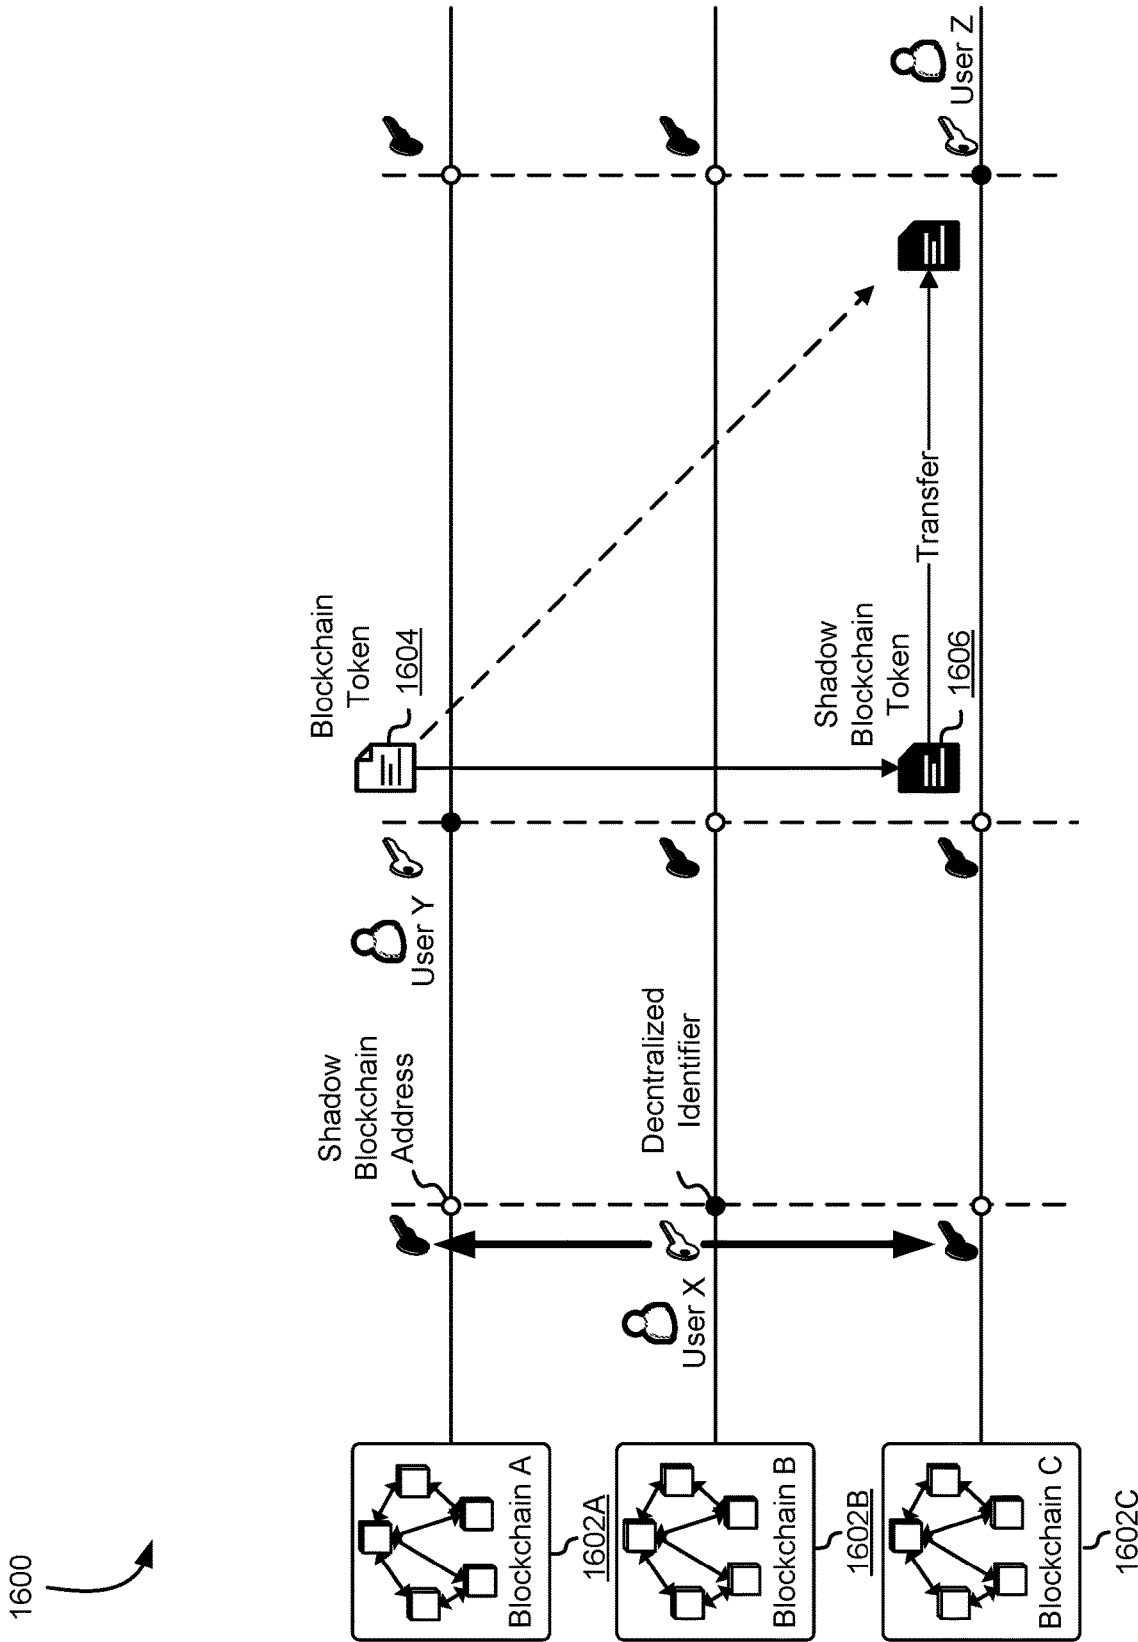 1600
Blockchain A
1602A
Blockchain B
1602B
Blockchain C
1602C
User X
Shadow
Blockchain
Address
Decntralized
Identifier
User Y
Blockchain
Token
1604
Shadow
Blockchain
Token
1606
Transfer
User Z